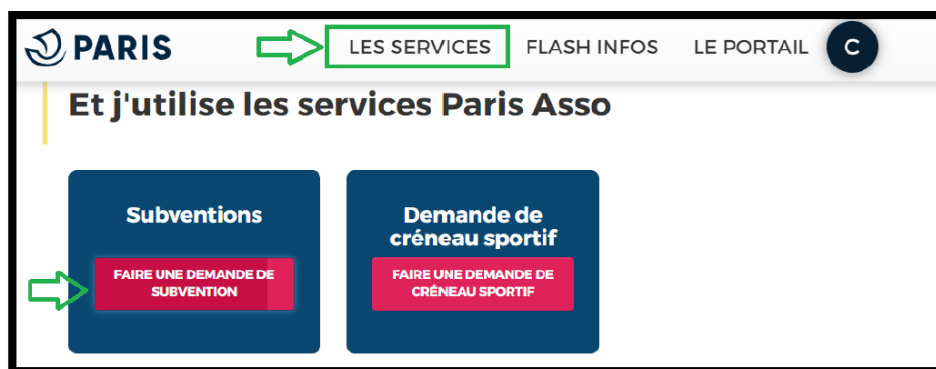 PARIS LES SERVICES FLASH INFOS LE PORTAIL C
Et j'utilise les services Paris Asso
Subventions
FAIRE UNE DEMANDE DE
SUBVENTION
Demande de
créneau sportif
FAIRE UNE DEMANDE DE
CRÉNEAU SPORTIF